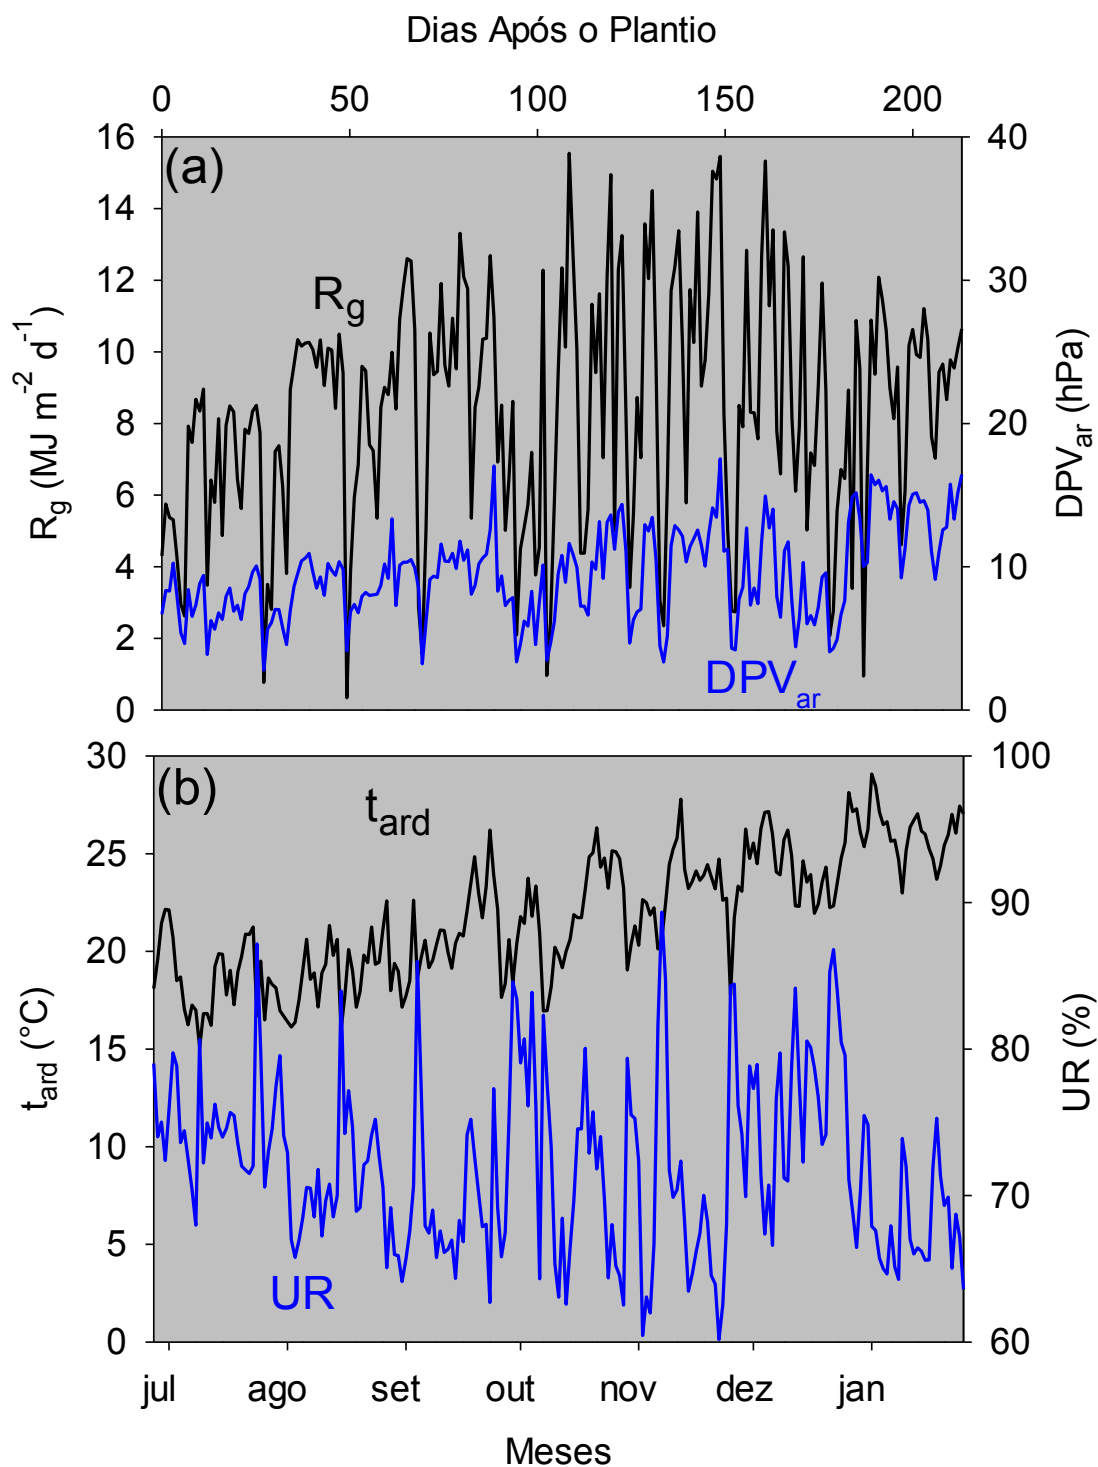 Dias Após o Plantio
0 50 100 150 200
16 40
(a)
14
12 30
Rg
10
Rg (MJ m-2 d-1)
DPVar (hPa)
8 20
6
4 10
2
DPVar
0 0
30 100
(b)
tard
25
90
20
tard (°C)
UR (%)
15 80
10
70
5
UR
0 60
jul ago set out nov dez jan
Meses